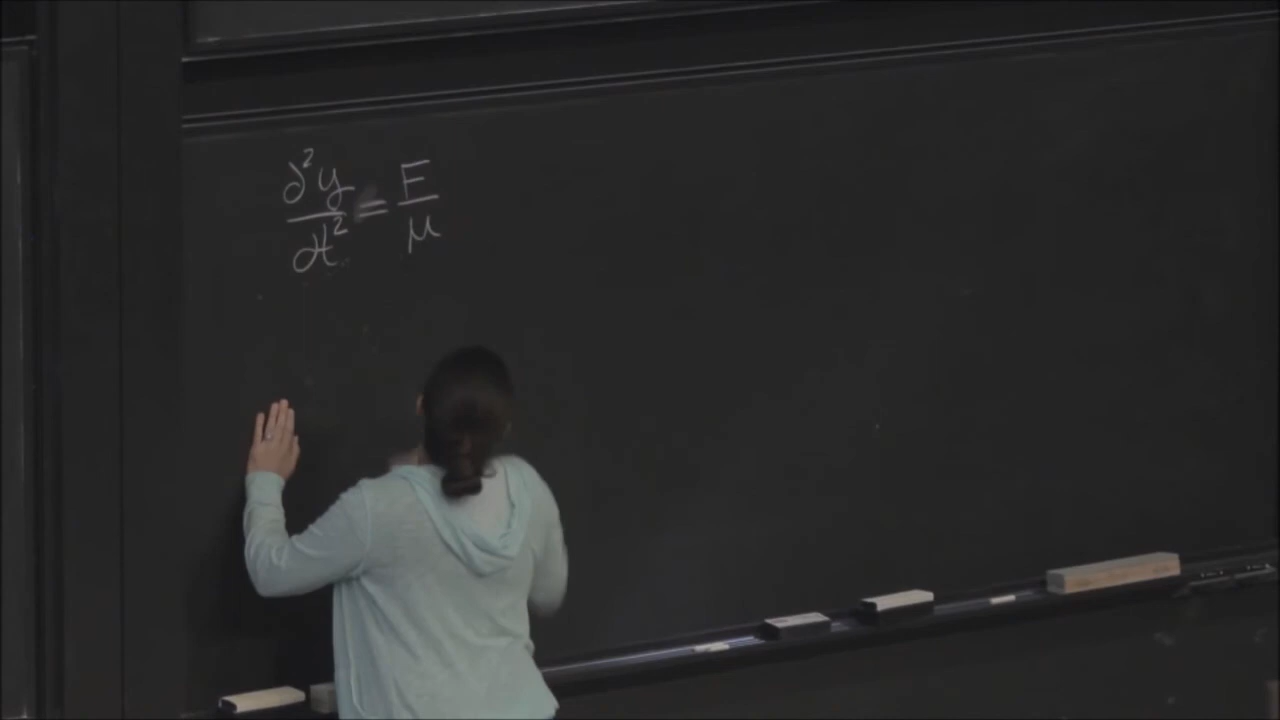 ∂²y/∂t² = F/μ